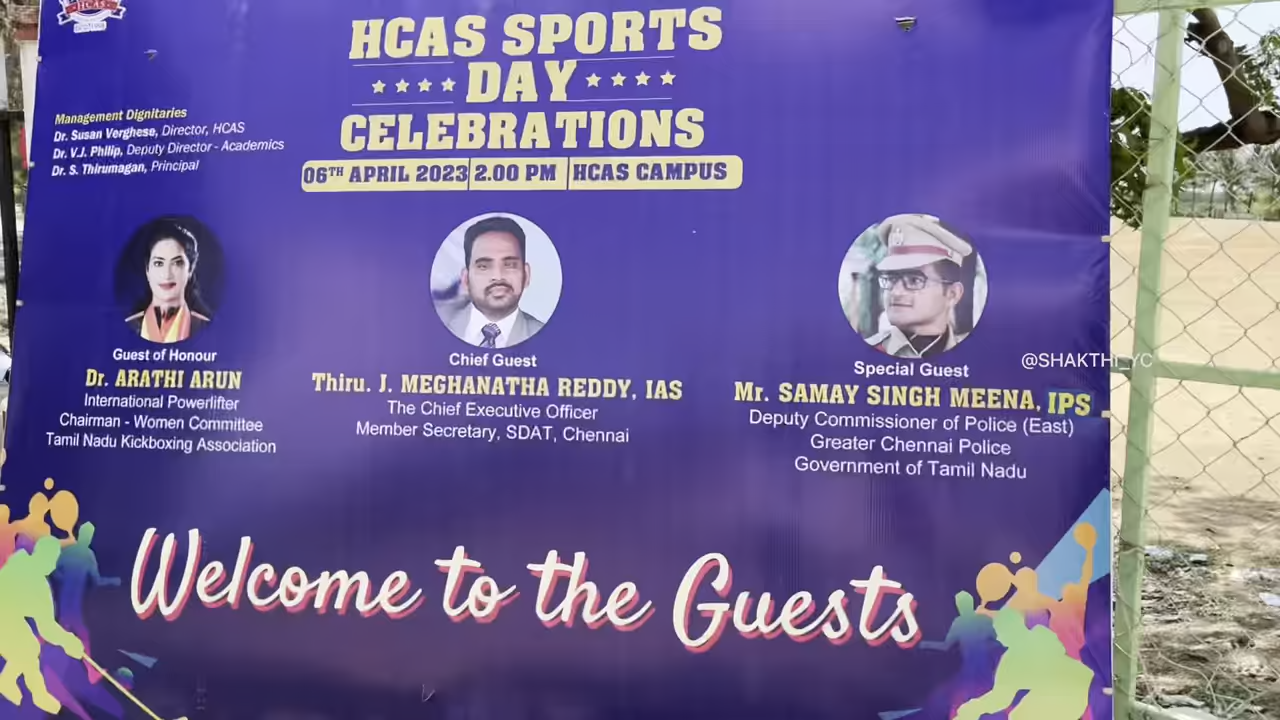 HCAS
HCAS SPORTS
DAY
CELEBRATIONS
06TH APRIL 2023 2.00 PM HCAS CAMPUS
Management Dignitaries
Dr. Susan Verghese, Director, HCAS
Dr. V.J. Philip, Deputy Director - Academics
Dr. S. Thirumagan, Principal
Guest of Honour
Dr. ARATHI ARUN
International Powerlifter
Chairman - Women Committee
Tamil Nadu Kickboxing Association
Chief Guest
Thiru. J. MEGHANATHA REDDY, IAS
The Chief Executive Officer
Member Secretary, SDAT, Chennai
Special Guest
Mr. SAMAY SINGH MEENA, IPS
Deputy Commissioner of Police (East)
Greater Chennai Police
Government of Tamil Nadu
@SHAKTHI_YC
Welcome to the Guests